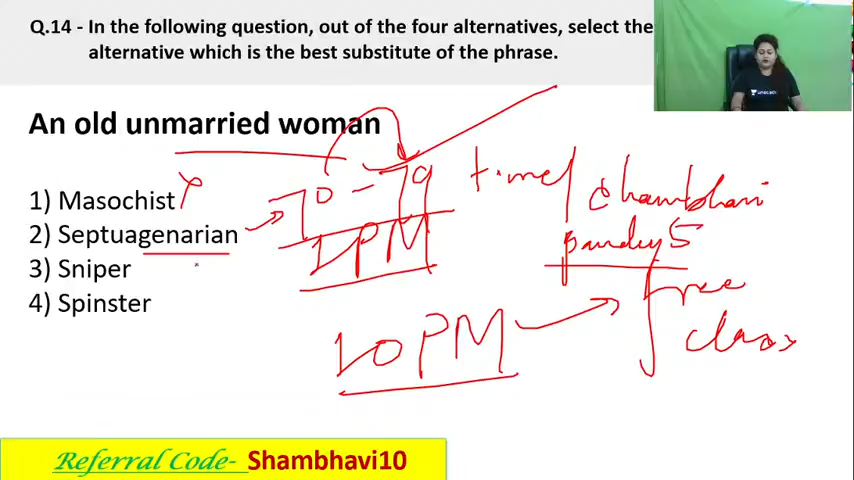 Q.14 - In the following question, out of the four alternatives, select the
alternative which is the best substitute of the phrase.
An old unmarried woman
1) Masochist
2) Septuagenarian
3) Sniper
4) Spinster
70 - 79
1PM
time
shambhavi
pandey5
10PM
free
class
Referral Code- Shambhavi10